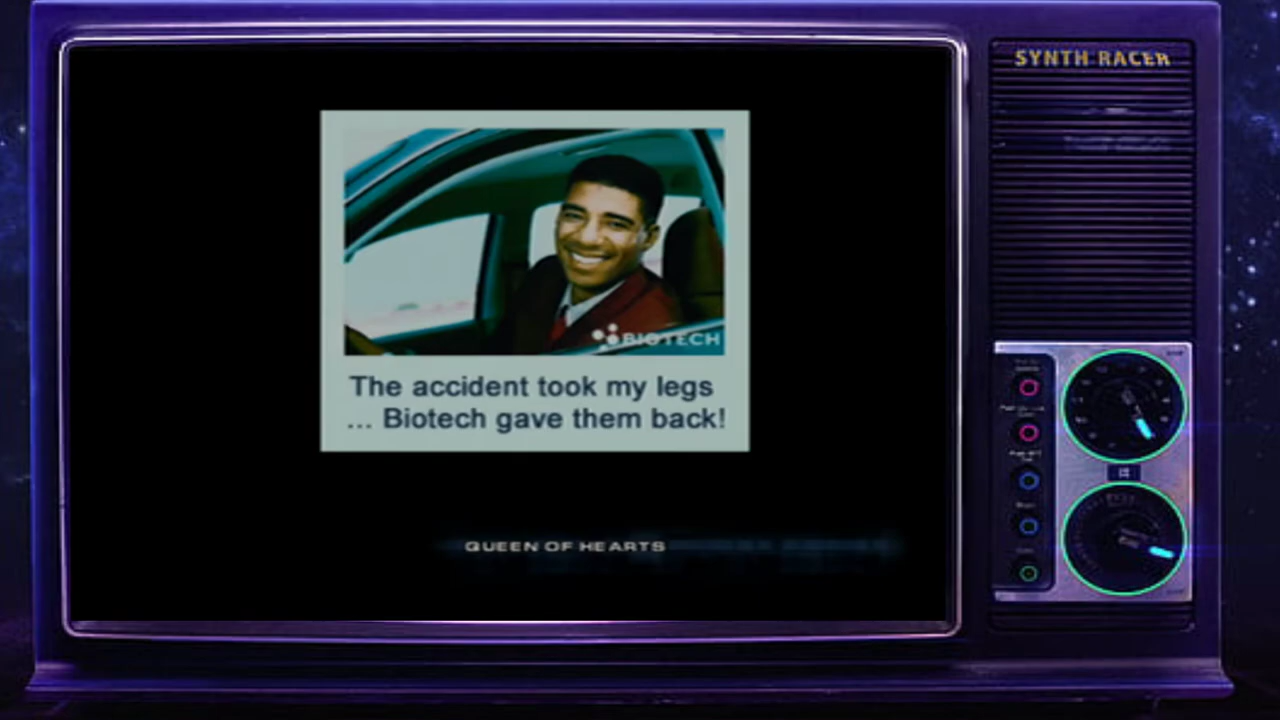 SYNTH RACER
BIOTECH
The accident took my legs
... Biotech gave them back!
QUEEN OF HEARTS